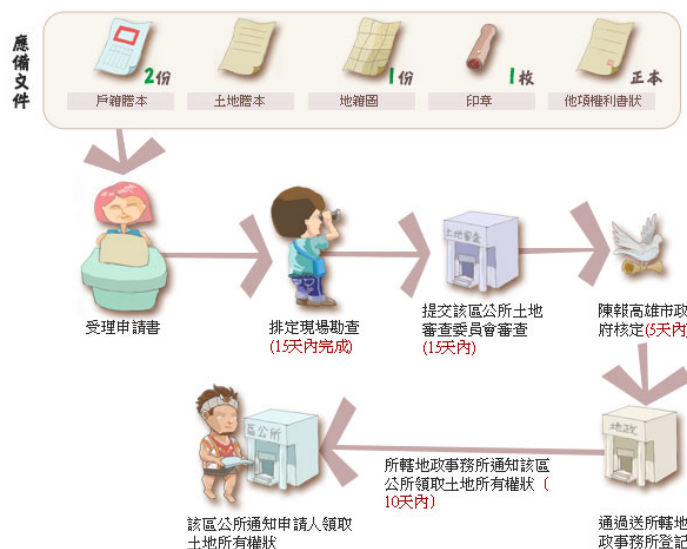 應備文件
2份
1份
1核
正本
戶籍謄本
土地謄本
地籍圖
印章
他項權利書狀
受理申請書
排定現場勘查
(15天內完成)
土地審查
提交該區公所土地
審查委員會審查
(15天內)
陳報高雄市政
府核定(5天內)
地政
通過送所轄地
政事務所登記
所轄地政事務所通知該區
公所領取土地所有權狀 (
10天內)
區公所
該區公所通知申請人領取
土地所有權狀